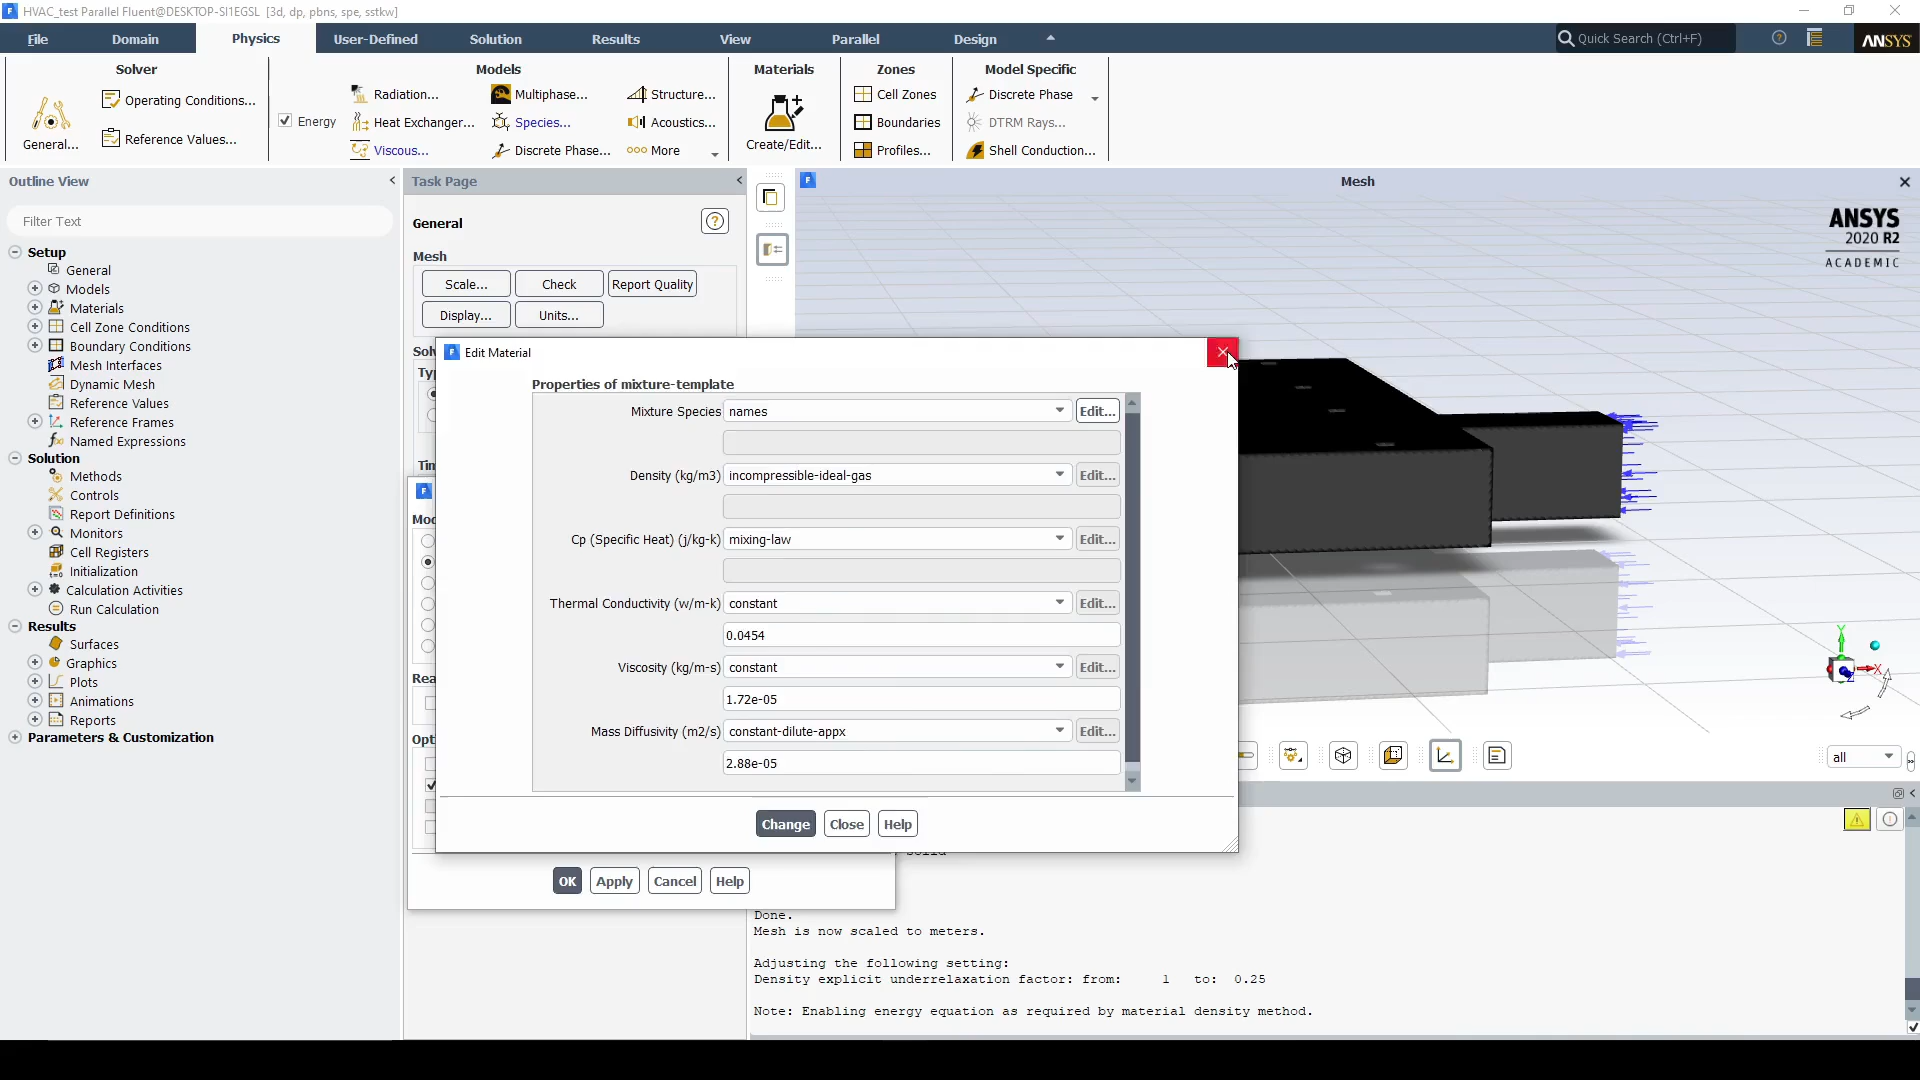 HVAC_test Parallel Fluent@DESKTOP-SI1EGSL [3d, dp, pbns, spe, sstkw]
File Domain Physics User-Defined Solution Results View Parallel Design
Quick Search (Ctrl+F)
ANSYS
Solver Models Materials Zones Model Specific
General...
Operating Conditions...
Reference Values...
Energy
Radiation... Multiphase... Structure...
Heat Exchanger... Species... Acoustics...
Viscous... Discrete Phase... More
Create/Edit...
Cell Zones
Boundaries
Profiles...
Discrete Phase
DTRM Rays...
Shell Conduction...
Outline View
Filter Text
Setup
General
Models
Materials
Cell Zone Conditions
Boundary Conditions
Mesh Interfaces
Dynamic Mesh
Reference Values
Reference Frames
Named Expressions
Solution
Methods
Controls
Report Definitions
Monitors
Cell Registers
Initialization
Calculation Activities
Run Calculation
Results
Surfaces
Graphics
Plots
Animations
Reports
Parameters & Customization
Task Page
General
Mesh
Scale... Check Report Quality
Display... Units...
Sol
Ty
Tin
Mod
Rea
Opt
OK Apply Cancel Help
Edit Material
Properties of mixture-template
Mixture Species names Edit...
Density (kg/m3) incompressible-ideal-gas Edit...
Cp (Specific Heat) (j/kg-k) mixing-law Edit...
Thermal Conductivity (w/m-k) constant Edit...
0.0454
Viscosity (kg/m-s) constant Edit...
1.72e-05
Mass Diffusivity (m2/s) constant-dilute-appx Edit...
2.88e-05
Change Close Help
Mesh
ANSYS
2020 R2
ACADEMIC
Y
X
Z
all
solid
Done.
Mesh is now scaled to meters.
Adjusting the following setting:
Density explicit underrelaxation factor: from: 1 to: 0.25
Note: Enabling energy equation as required by material density method.